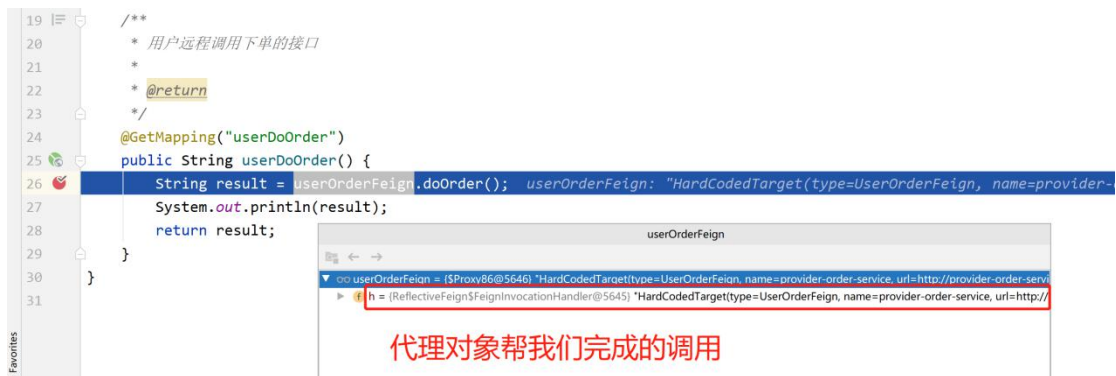 19 /**
20 * 用户远程调用下单的接口
21 *
22 * @return
23 */
24 @GetMapping("userDoOrder")
25 public String userDoOrder() {
26 String result = userOrderFeign.doOrder(); userOrderFeign: "HardCodedTarget(type=UserOrderFeign, name=provider-
27 System.out.println(result);
28 return result;
userOrderFeign
29 }
30 }
userOrderFeign = {$Proxy86@5646} "HardCodedTarget(type=UserOrderFeign, name=provider-order-service, url=http://provider-order-servi
31
h = {ReflectiveFeign$FeignInvocationHandler@5645} "HardCodedTarget(type=UserOrderFeign, name=provider-order-service, url=http://
代理对象帮我们完成的调用
Favorites